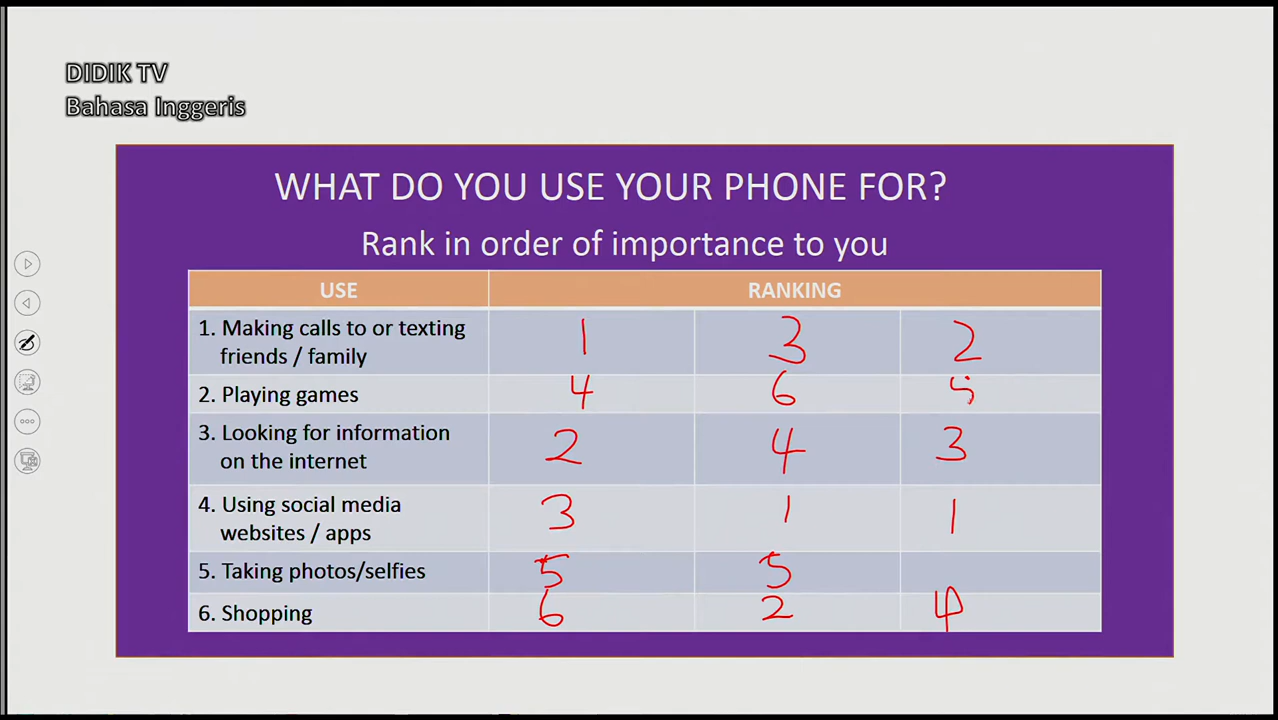 DIDIK TV
Bahasa Inggeris
WHAT DO YOU USE YOUR PHONE FOR?
Rank in order of importance to you
USE RANKING
1. Making calls to or texting
friends / family
1 3 2
2. Playing games 4 6 5
3. Looking for information
on the internet
2 4 3
4. Using social media
websites / apps
3 1 1
5. Taking photos/selfies 5 5
6. Shopping 6 2 4